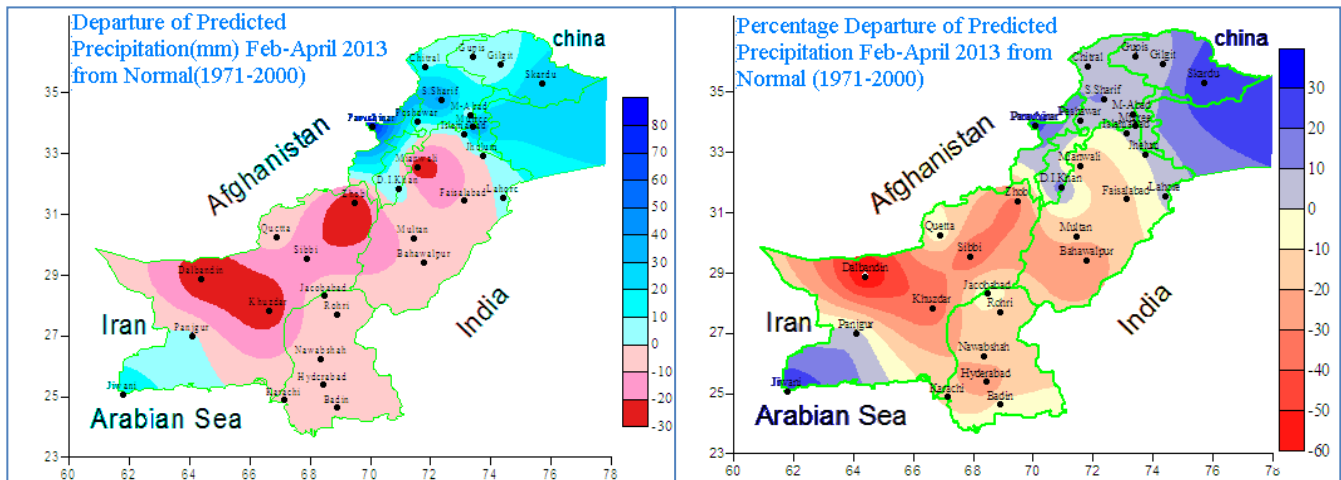 Departure of Predicted
Precipitation(mm) Feb-April 2013
from Normal(1971-2000)
china
Gupis
Chitral
Gilgit
Skardu
S.Sharif
M-Abad
Peshawar
Islamabad
Jhelum
Mianwali
D.I.Khan
Faisalabad
Lahore
Zhob
Afghanistan
Quetta
Multan
Sibbi
Bahawalpur
Dalbandin
Jacobabad
Khuzdar
Rohri
India
Iran
Panjgur
Nawabshah
Jiwani
Hyderabad
Karachi
Badin
Arabian Sea
35
33
31
29
27
25
23
60 62 64 66 68 70 72 74 76 78
80
70
60
50
40
30
20
10
0
-10
-20
-30
Percentage Departure of Predicted
Precipitation Feb-April 2013 from
Normal (1971-2000)
china
Gupis
Chitral
Gilgit
Skardu
S.Sharif
M-Abad
Peshawar
Islamabad
Jhelum
Mianwali
D.I.Khan
Faisalabad
Lahore
Zhob
Afghanistan
Quetta
Multan
Sibbi
Bahawalpur
Dalbandin
Jacobabad
Khuzdar
Rohri
India
Iran
Panjgur
Nawabshah
Jiwani
Hyderabad
Karachi
Badin
Arabian Sea
35
33
31
29
27
25
23
60 62 64 66 68 70 72 74 76 78
30
20
10
0
-10
-20
-30
-40
-50
-60